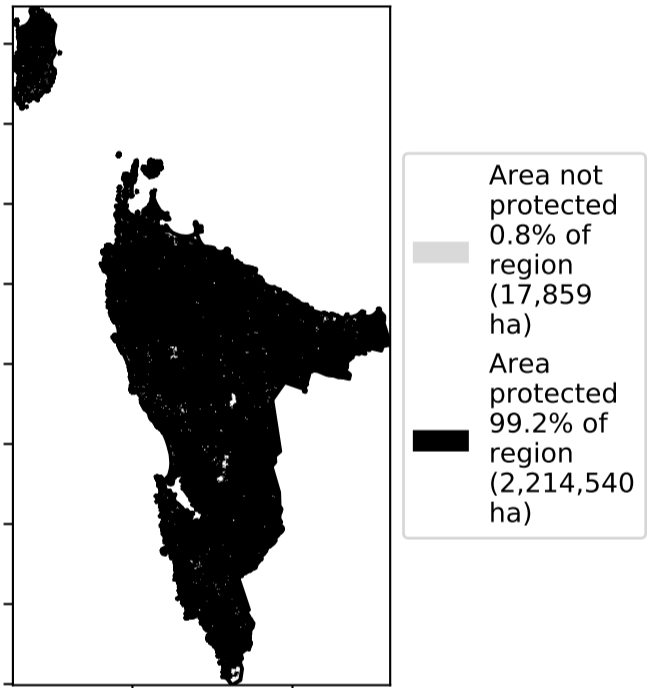 Area not
protected
0.8% of
region
(17,859
ha)
Area
protected
99.2% of
region
(2,214,540
ha)